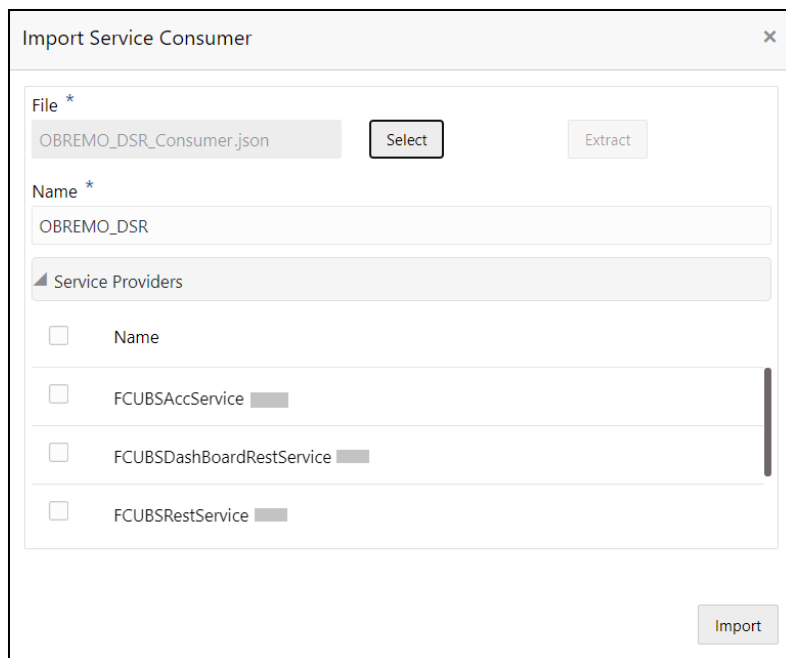 Import Service Consumer ×
File *
OBREMO_DSR_Consumer.json Select Extract
Name *
OBREMO_DSR
Service Providers
Name
FCUBSAccService
FCUBSDashBoardRestService
FCUBSRestService
Import